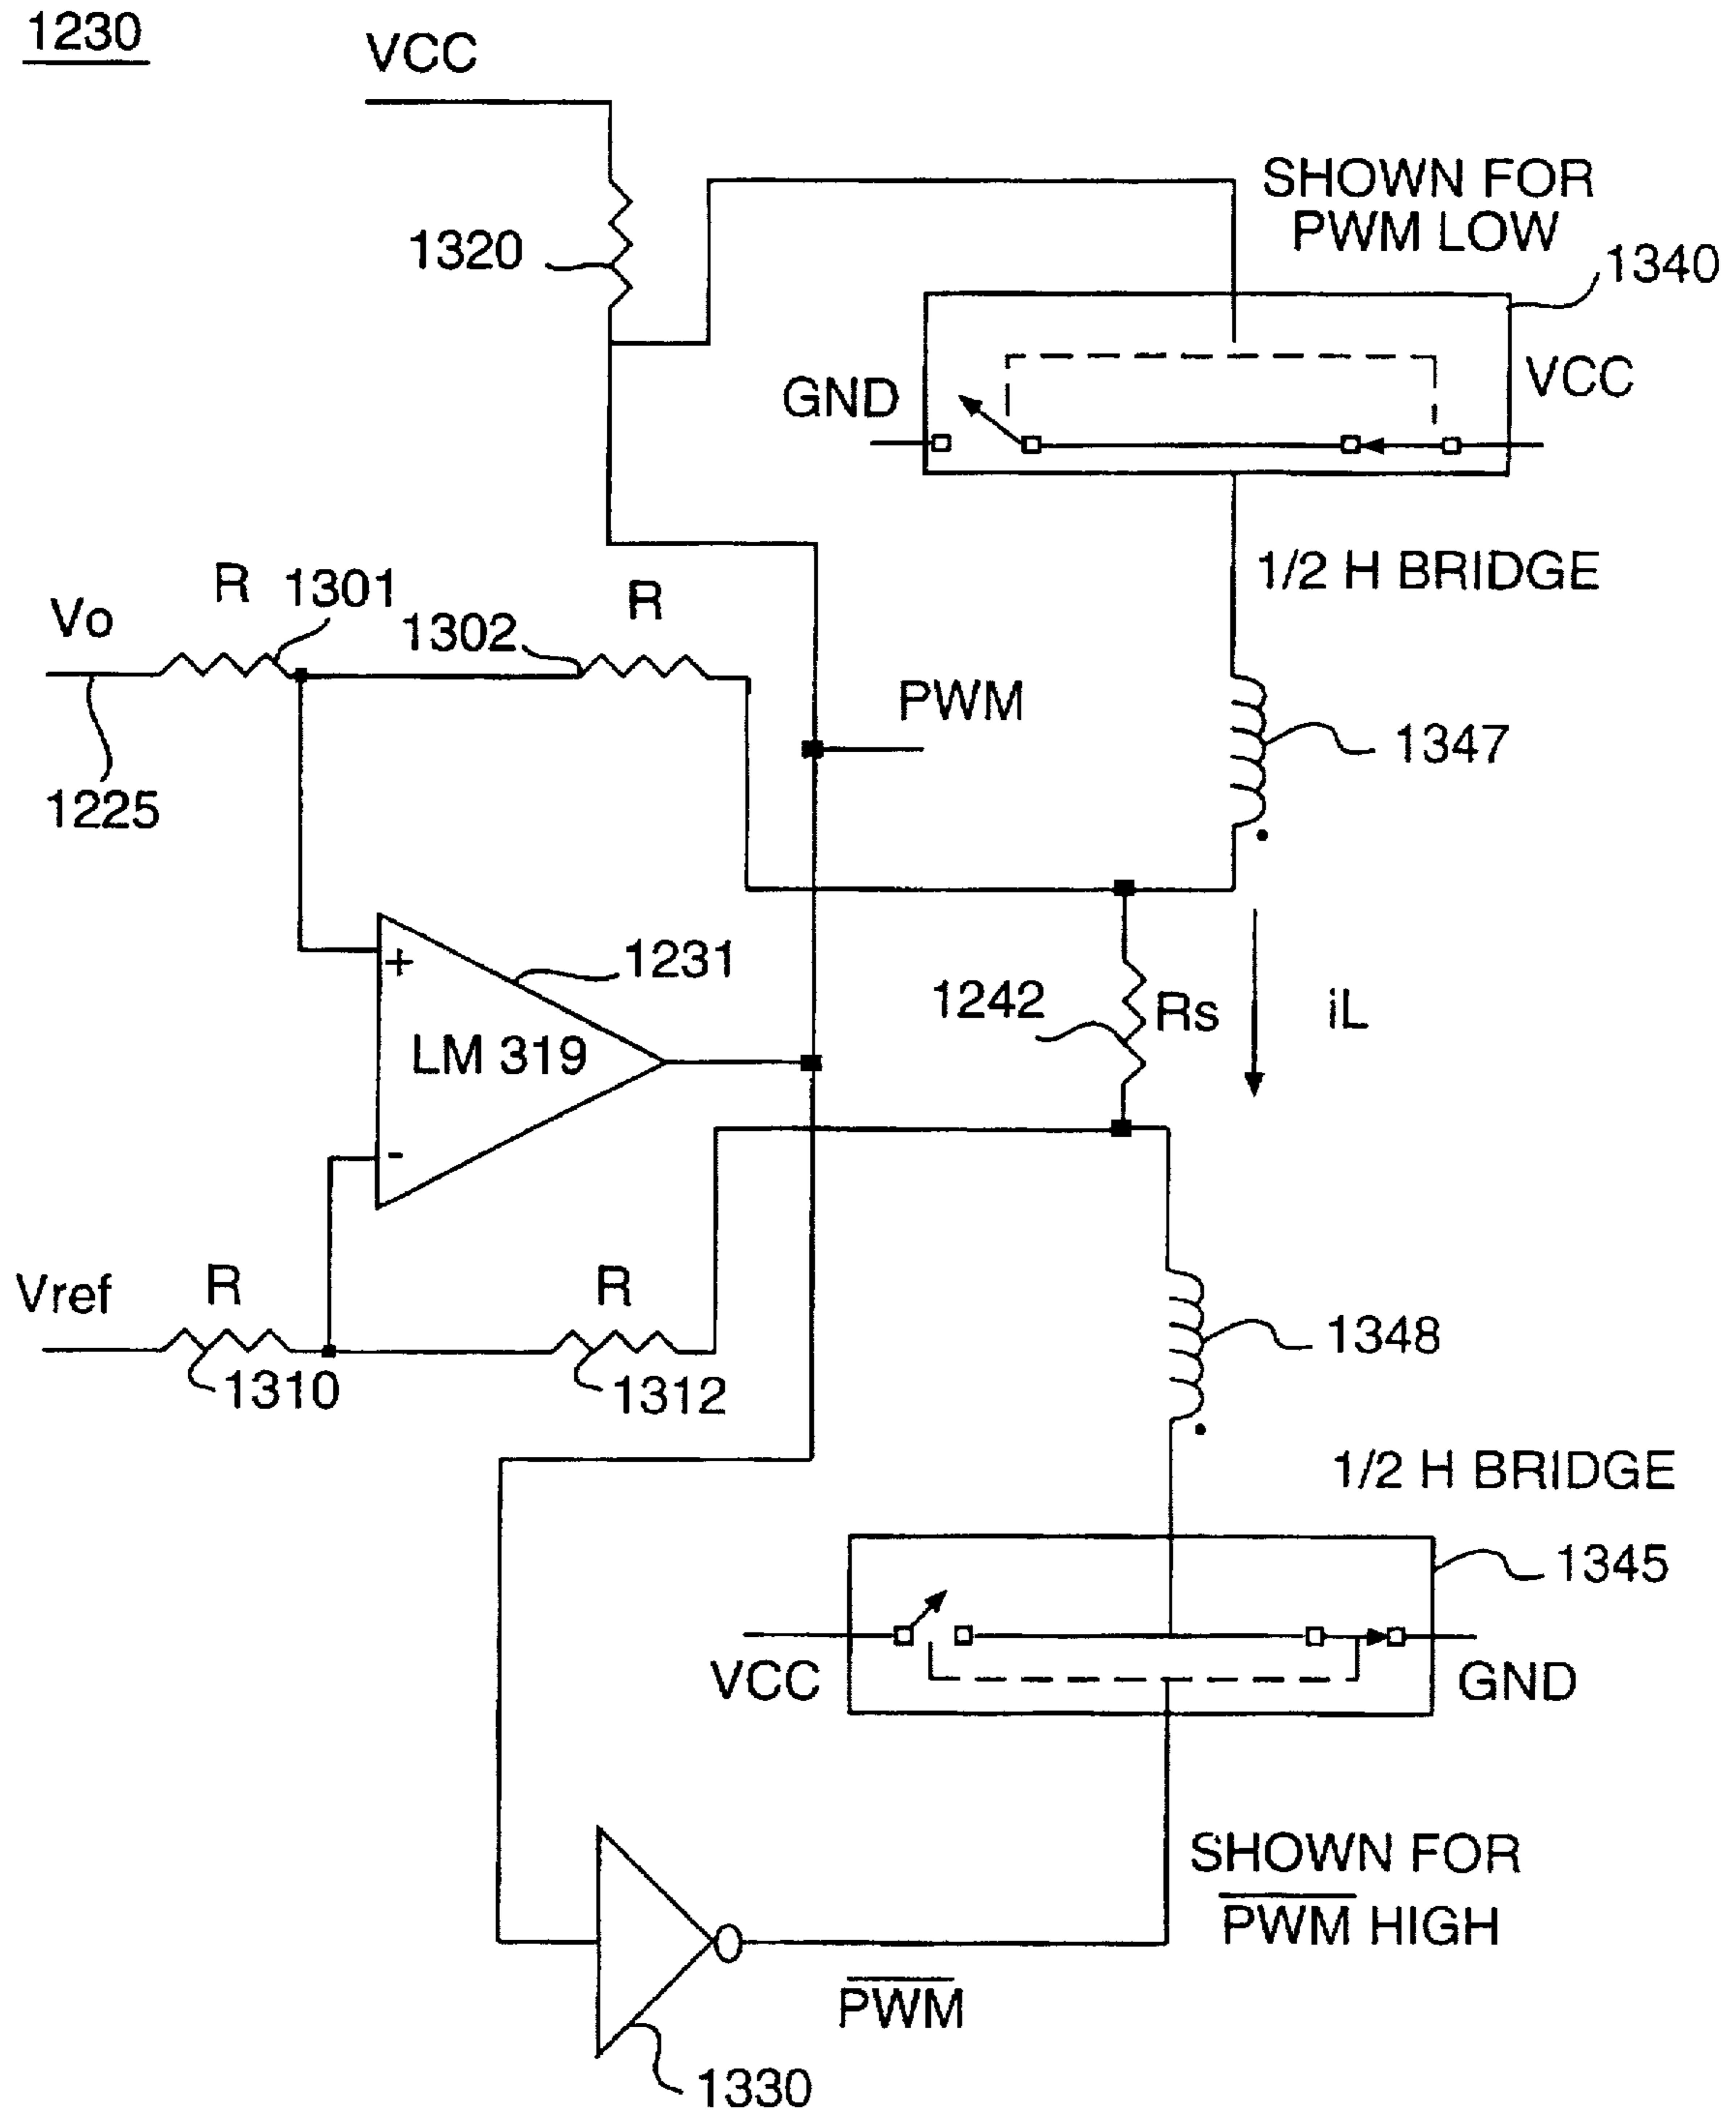 1230
VCC
SHOWN FOR
PWM LOW
1320
1340
GND
VCC
1/2 H BRIDGE
R
1301
R
Vo
1302
PWM
1347
1225
+
1231
1242
Rs
iL
LM 319
-
Vref
R
R
1348
1310
1312
1/2 H BRIDGE
1345
VCC
GND
SHOWN FOR
P̅W̅M̅ HIGH
P̅W̅M̅
1330